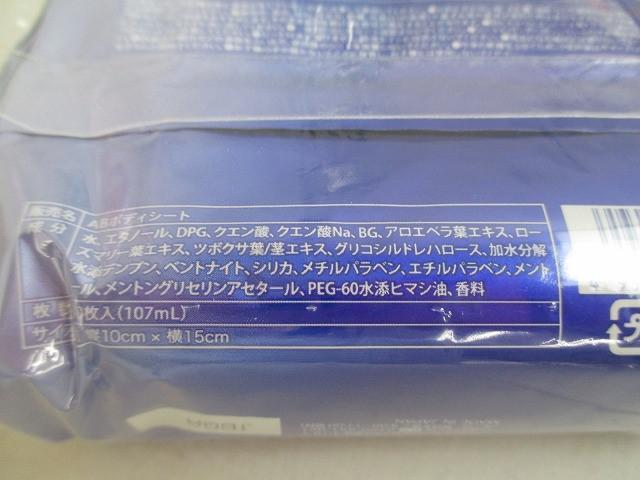 販売名 ABボディシート
成分 水、エタノール、DPG、クエン酸、クエン酸Na、BG、アロエベラ葉エキス、ロー
ズマリー葉エキス、ツボクサ葉/茎エキス、グリコシルトレハロース、加水分解
水添デンプン、ベントナイト、シリカ、メチルパラベン、エチルパラベン、メント
ール、メントングリセリンアセタール、PEG-60水添ヒマシ油、香料
枚 0枚入(107mL)
サイズ 縦10cm×横15cm
プ